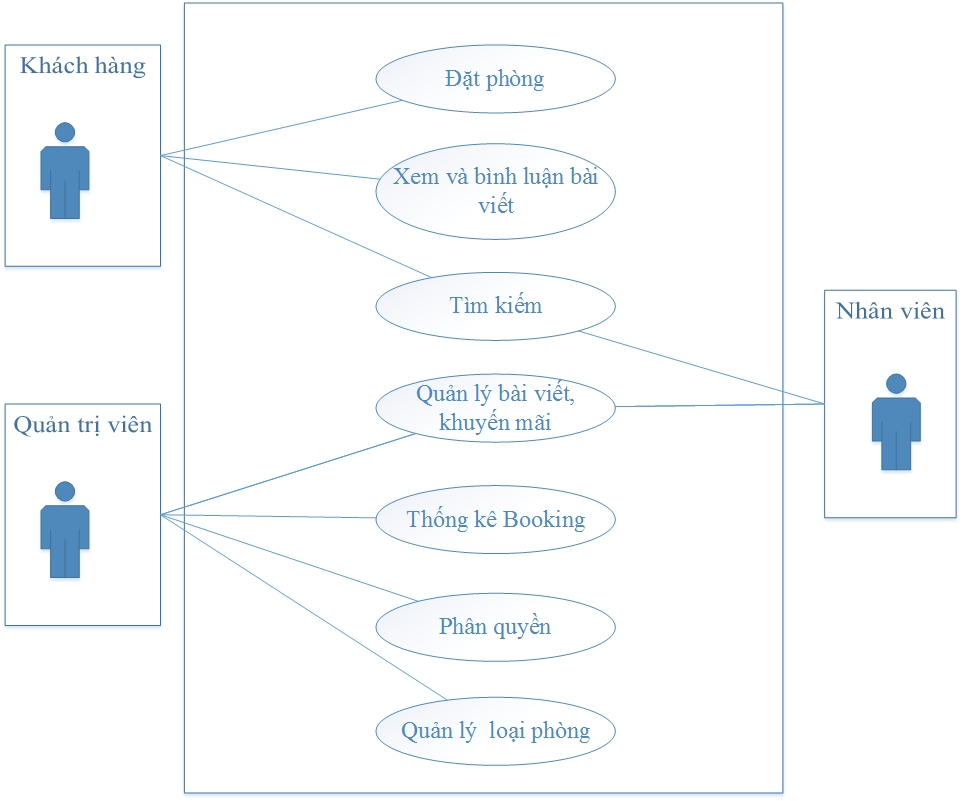 Khách hàng
Đặt phòng
Xem và bình luận bài
viết
Tìm kiếm
Nhân viên
Quản lý bài viết,
khuyến mãi
Quản trị viên
Thống kê Booking
Phân quyền
Quản lý loại phòng